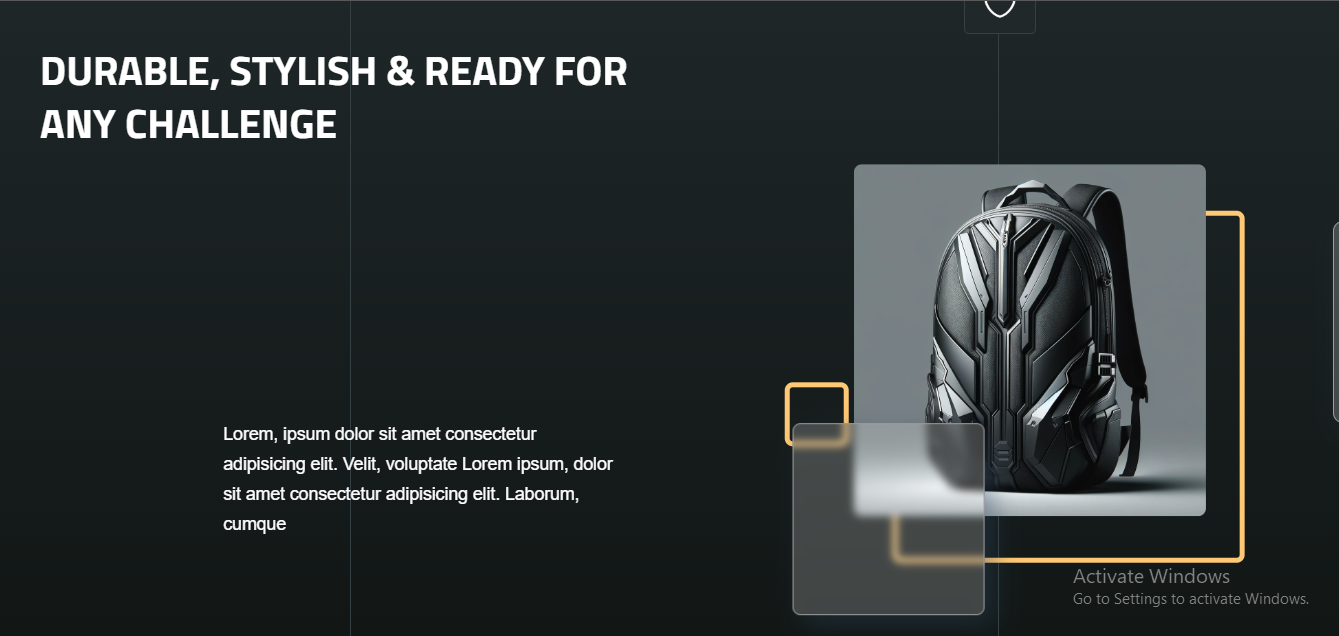 DURABLE, STYLISH & READY FOR
ANY CHALLENGE
Lorem, ipsum dolor sit amet consectetur
adipisicing elit. Velit, voluptate Lorem ipsum, dolor
sit amet consectetur adipisicing elit. Laborum,
cumque
Activate Windows
Go to Settings to activate Windows.